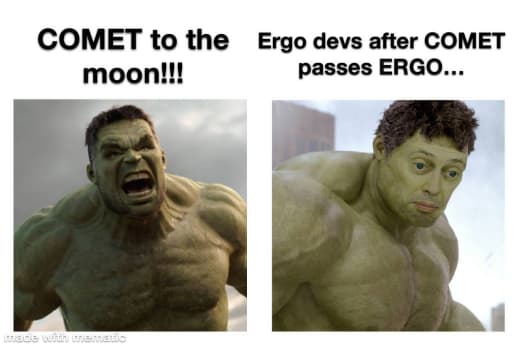 COMET to the
moon!!!
Ergo devs after COMET
passes ERGO...
made with mematic